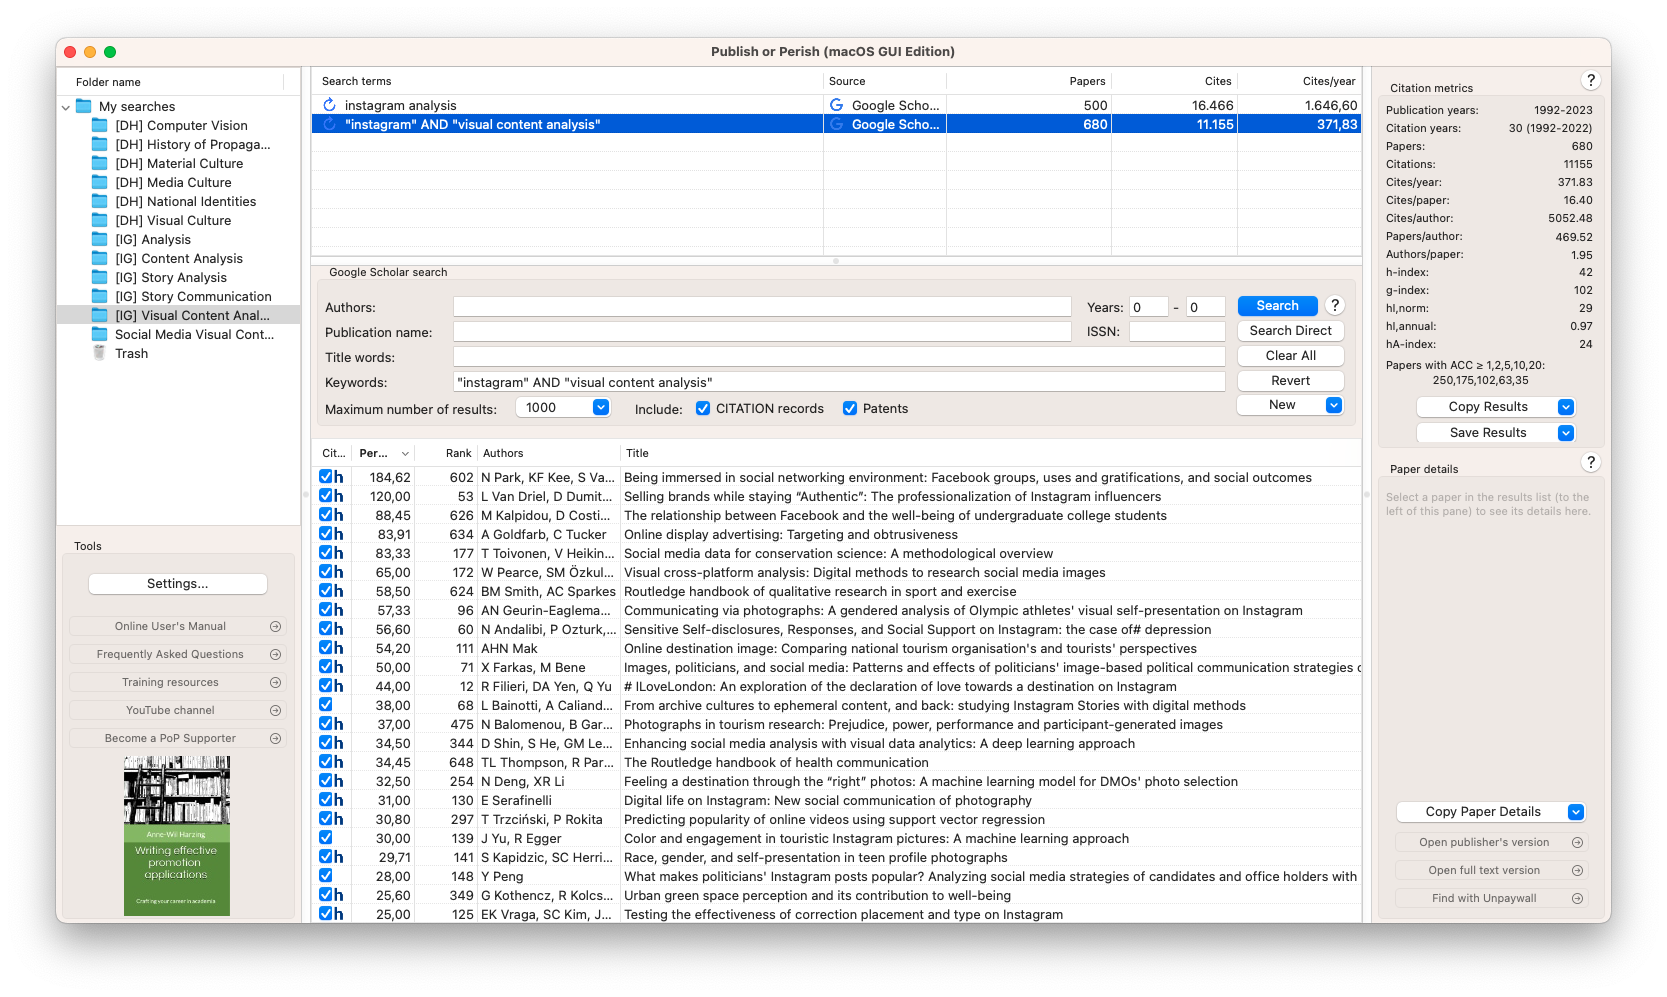 Publish or Perish (macOS GUI Edition)
Folder name
My searches
[DH] Computer Vision
[DH] History of Propaga...
[DH] Material Culture
[DH] Media Culture
[DH] National Identities
[DH] Visual Culture
[IG] Analysis
[IG] Content Analysis
[IG] Story Analysis
[IG] Story Communication
[IG] Visual Content Anal...
Social Media Visual Cont...
Trash
Tools
Settings...
Online User's Manual
Frequently Asked Questions
Training resources
YouTube channel
Become a PoP Supporter
Anne-Wil Harzing
Writing effective
promotion
applications
Crafting your career in academia
Search terms Source Papers Cites Cites/year
instagram analysis Google Scho... 500 16.466 1.646,60
"instagram" AND "visual content analysis" Google Scho... 680 11.155 371,83
Google Scholar search
Authors: Years: 0 - 0 Search ?
Publication name: ISSN: Search Direct
Title words: Clear All
Keywords: "instagram" AND "visual content analysis" Revert
Maximum number of results: 1000 Include: CITATION records Patents New
Cit... Per... Rank Authors Title
h 184,62 602 N Park, KF Kee, S Va... Being immersed in social networking environment: Facebook groups, uses and gratifications, and social outcomes
h 120,00 53 L Van Driel, D Dumit... Selling brands while staying “Authentic”: The professionalization of Instagram influencers
h 88,45 626 M Kalpidou, D Costi... The relationship between Facebook and the well-being of undergraduate college students
h 83,91 634 A Goldfarb, C Tucker Online display advertising: Targeting and obtrusiveness
h 83,33 177 T Toivonen, V Heikin... Social media data for conservation science: A methodological overview
h 65,00 172 W Pearce, SM Özkul... Visual cross-platform analysis: Digital methods to research social media images
h 58,50 624 BM Smith, AC Sparkes Routledge handbook of qualitative research in sport and exercise
h 57,33 96 AN Geurin-Eaglema... Communicating via photographs: A gendered analysis of Olympic athletes' visual self-presentation on Instagram
h 56,60 60 N Andalibi, P Ozturk,... Sensitive Self-disclosures, Responses, and Social Support on Instagram: the case of# depression
h 54,20 111 AHN Mak Online destination image: Comparing national tourism organisation's and tourists' perspectives
h 50,00 71 X Farkas, M Bene Images, politicians, and social media: Patterns and effects of politicians' image-based political communication strategies
h 44,00 12 R Filieri, DA Yen, Q Yu # ILoveLondon: An exploration of the declaration of love towards a destination on Instagram
38,00 68 L Bainotti, A Caliand... From archive cultures to ephemeral content, and back: studying Instagram Stories with digital methods
h 37,00 475 N Balomenou, B Gar... Photographs in tourism research: Prejudice, power, performance and participant-generated images
h 34,50 344 D Shin, S He, GM Le... Enhancing social media analysis with visual data analytics: A deep learning approach
h 34,45 648 TL Thompson, R Par... The Routledge handbook of health communication
h 32,50 254 N Deng, XR Li Feeling a destination through the “right” photos: A machine learning model for DMOs' photo selection
h 31,00 130 E Serafinelli Digital life on Instagram: New social communication of photography
h 30,80 297 T Trzciński, P Rokita Predicting popularity of online videos using support vector regression
30,00 139 J Yu, R Egger Color and engagement in touristic Instagram pictures: A machine learning approach
h 29,71 141 S Kapidzic, SC Herri... Race, gender, and self-presentation in teen profile photographs
28,00 148 Y Peng What makes politicians' Instagram posts popular? Analyzing social media strategies of candidates and office holders with
h 25,60 349 G Kothencz, R Kolcs... Urban green space perception and its contribution to well-being
h 25,00 125 EK Vraga, SC Kim, J... Testing the effectiveness of correction placement and type on Instagram
Citation metrics ?
Publication years: 1992-2023
Citation years: 30 (1992-2022)
Papers: 680
Citations: 11155
Cites/year: 371.83
Cites/paper: 16.40
Cites/author: 5052.48
Papers/author: 469.52
Authors/paper: 1.95
h-index: 42
g-index: 102
hI,norm: 29
hI,annual: 0.97
hA-index: 24
Papers with ACC ≥ 1,2,5,10,20:
250,175,102,63,35
Copy Results
Save Results
Paper details ?
Select a paper in the results list (to the
left of this pane) to see its details here.
Copy Paper Details
Open publisher's version
Open full text version
Find with Unpaywall